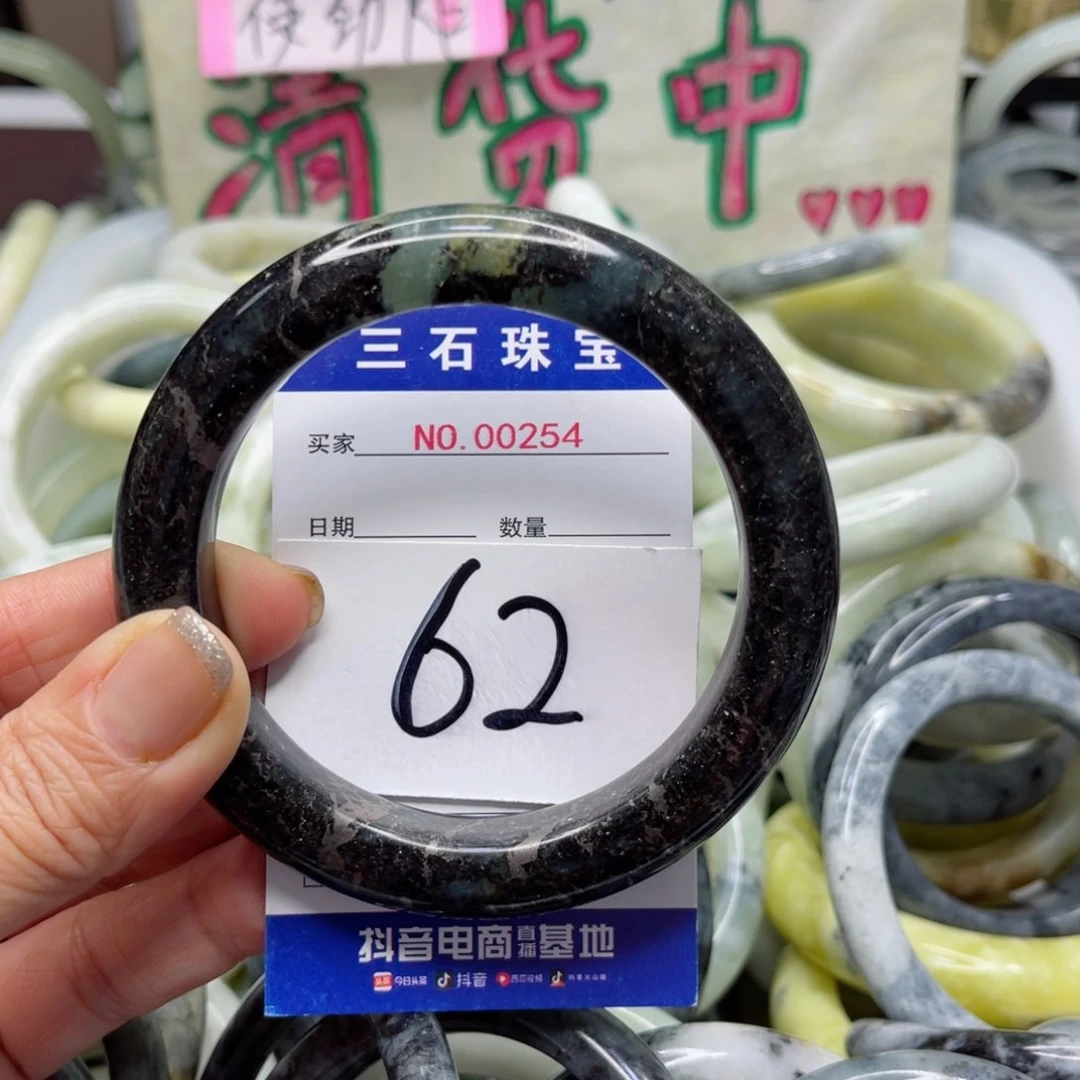 清货中
三石珠宝
买家 NO.00254
日期 数量
62
抖音电商直播基地
今日头条 抖音 西瓜视频